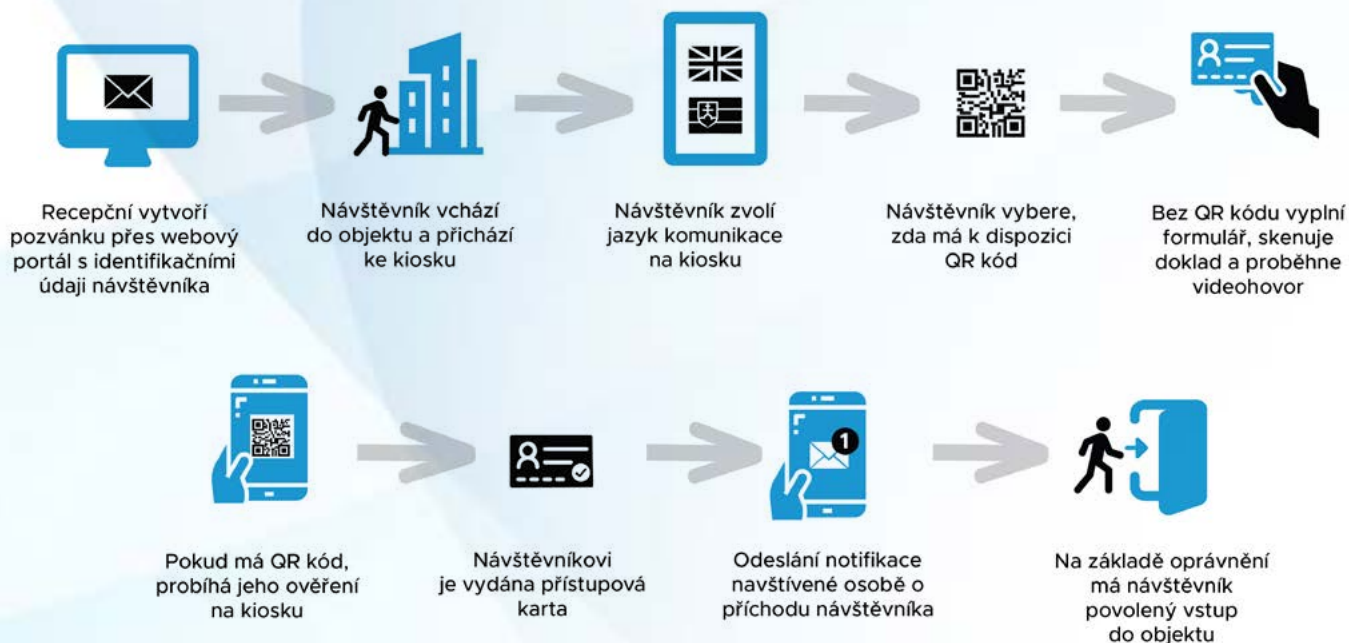 Recepční vytvoří
pozvánku přes webový
portál s identifikačními
údaji návštěvníka
Návštěvník vchází
do objektu a přichází
ke kiosku
Návštěvník zvolí
jazyk komunikace
na kiosku
Návštěvník vybere,
zda má k dispozici
QR kód
Bez QR kódu vyplní
formulář, skenuje
doklad a proběhne
videohovor
1
Pokud má QR kód,
probíhá jeho ověření
na kiosku
Návštěvníkovi
je vydána přístupová
karta
Odeslání notifikace
navštívené osobě o
příchodu návštěvníka
Na základě oprávnění
má návštěvník
povolený vstup
do objektu